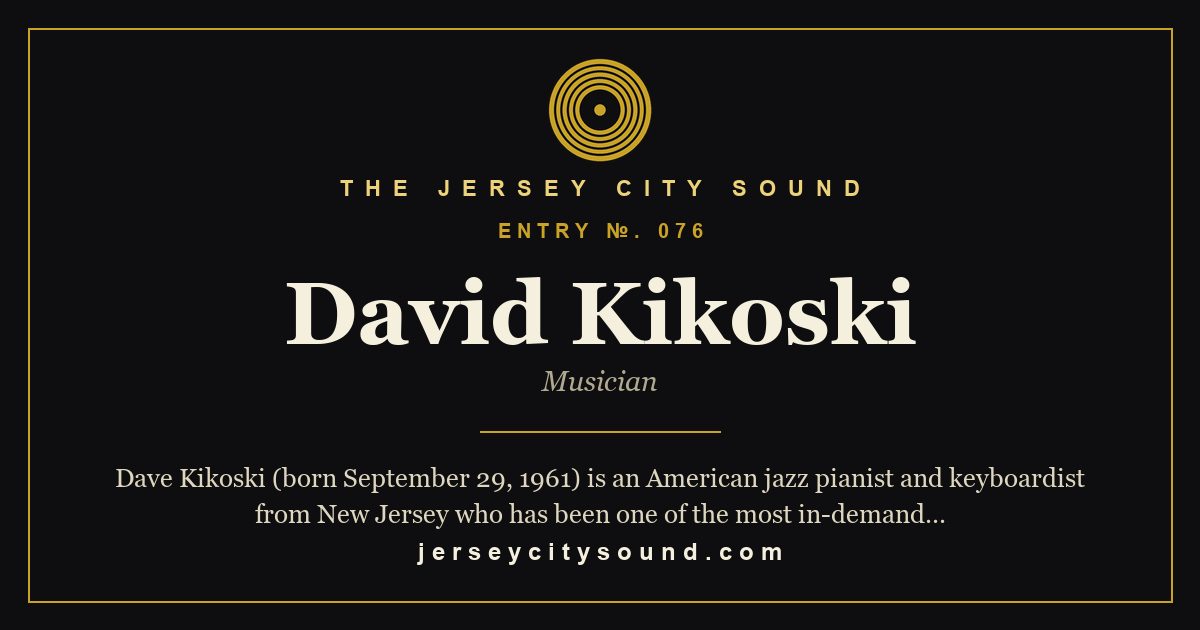 THE JERSEY CITY SOUND
ENTRY №. 076
David Kikoski
Musician
Dave Kikoski (born September 29, 1961) is an American jazz pianist and keyboardist
from New Jersey who has been one of the most in-demand...
jerseycitysound.com